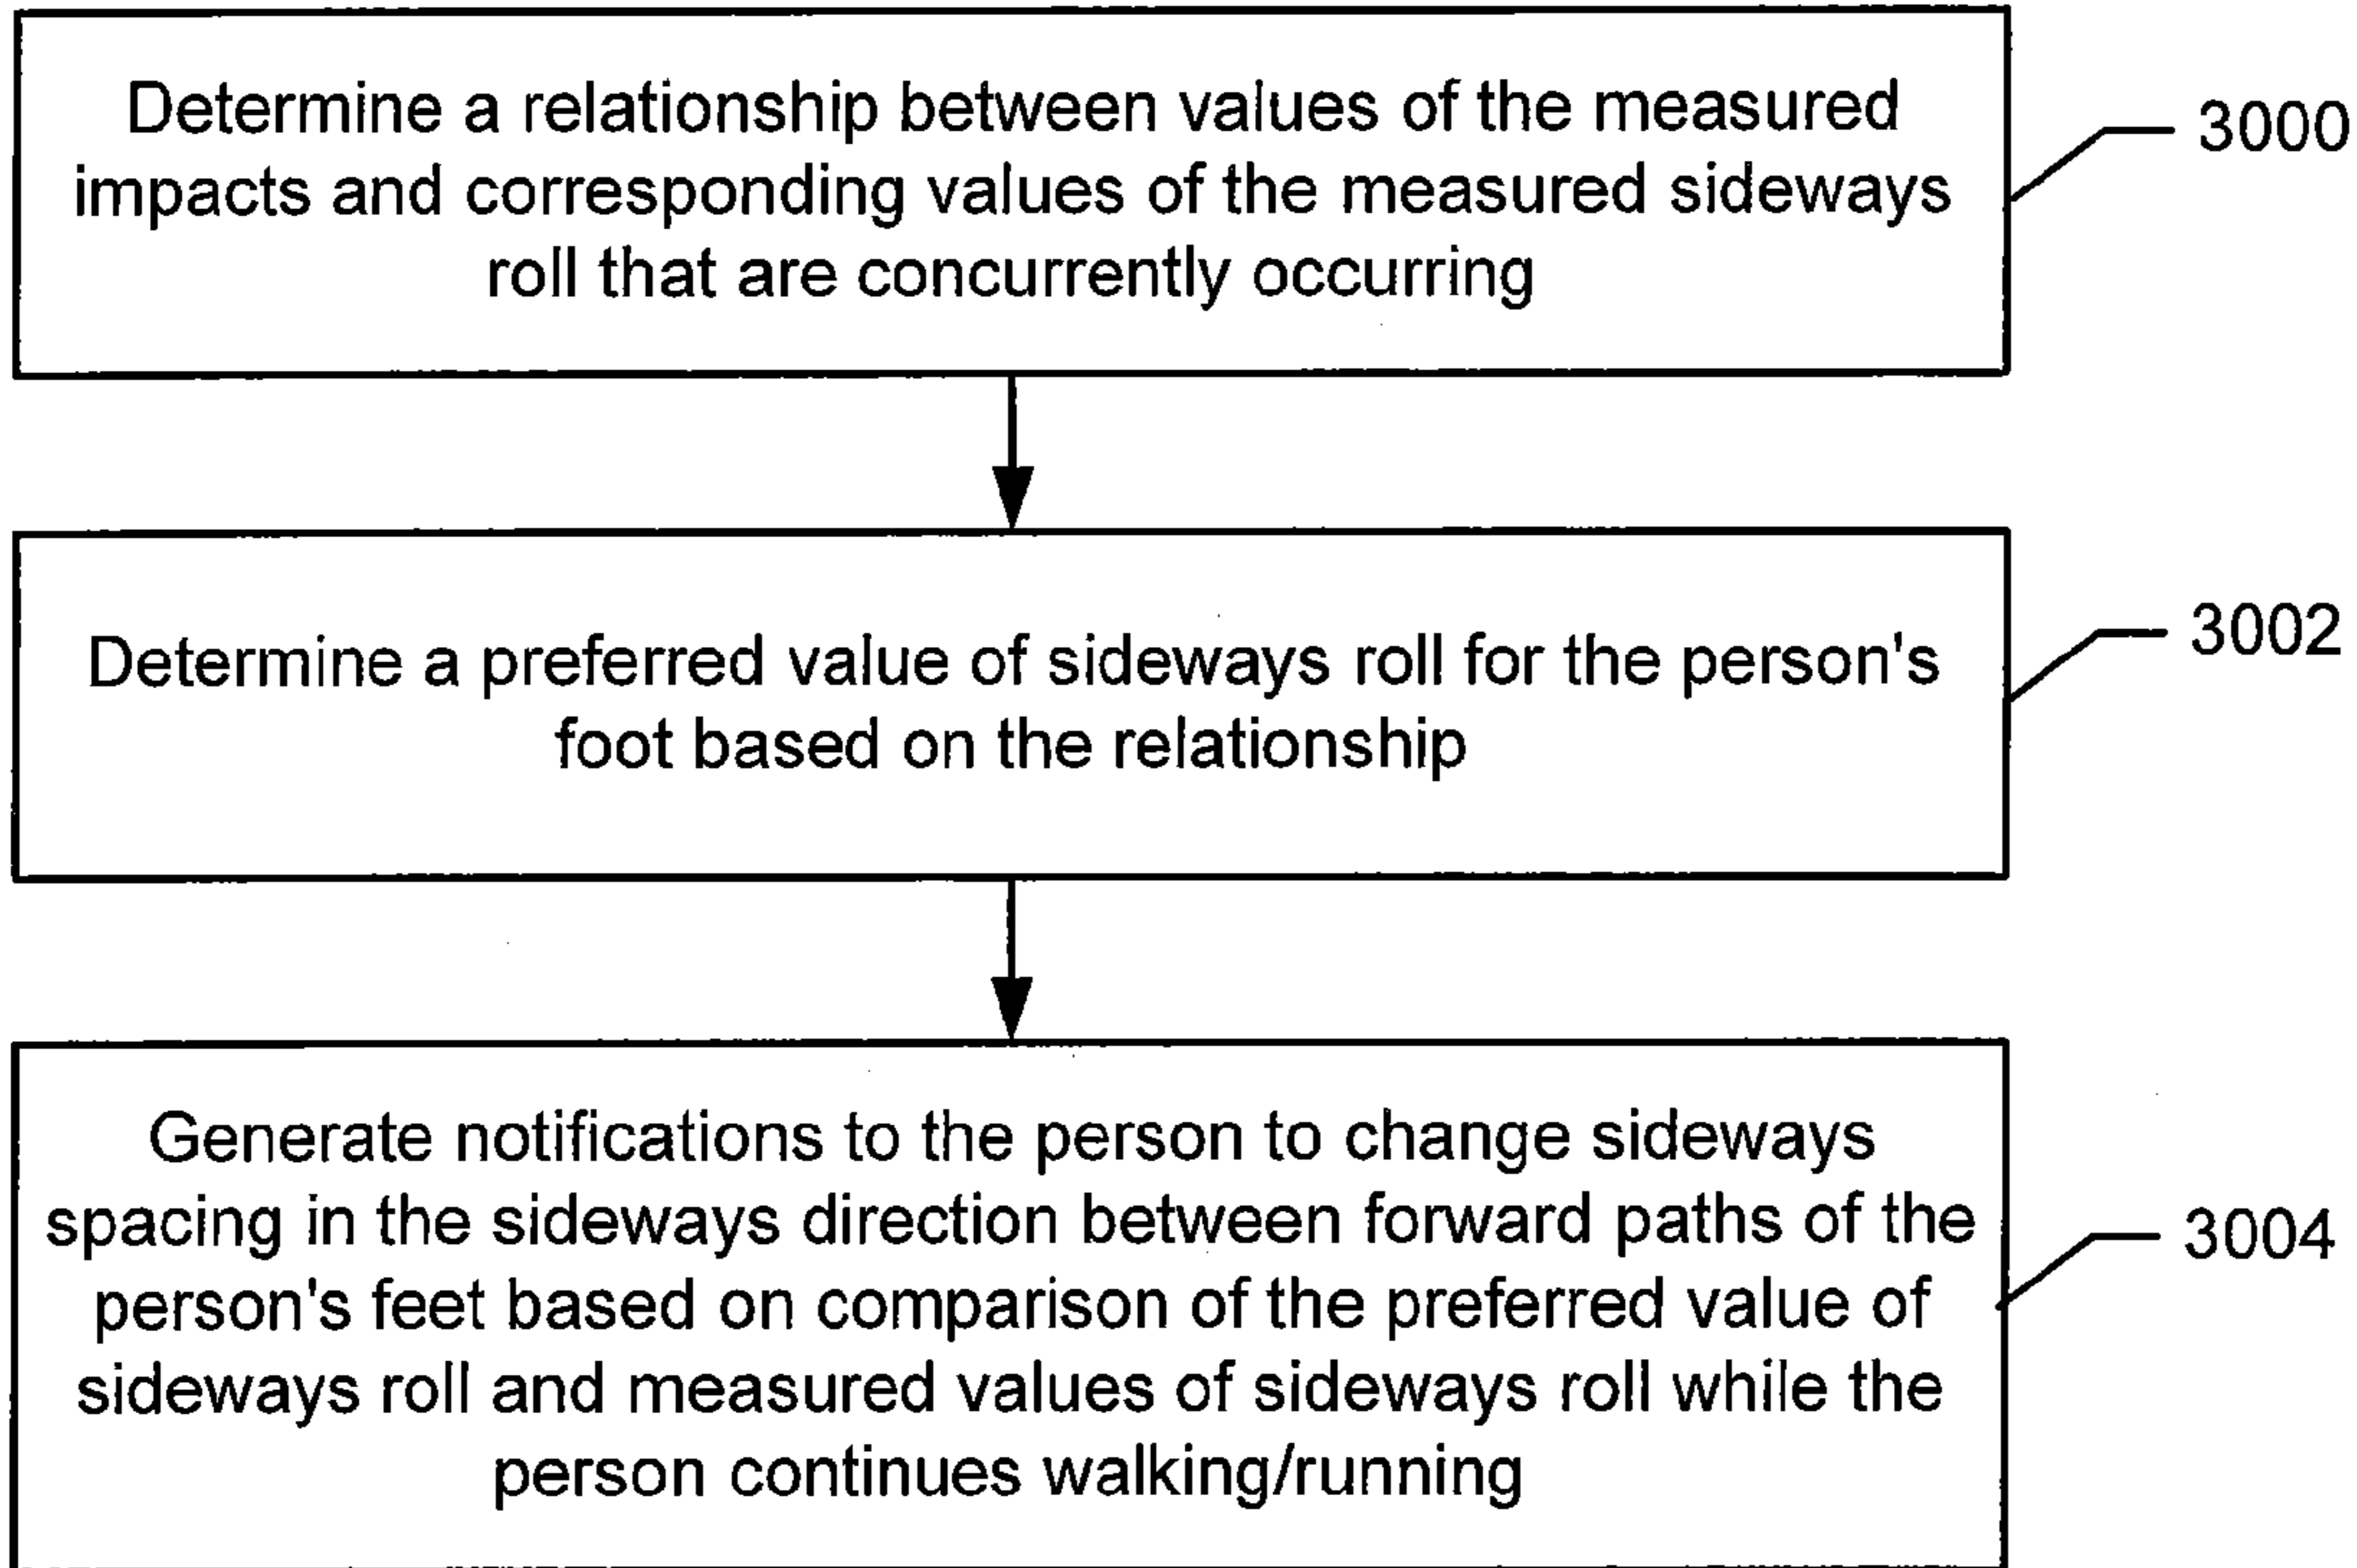 Determine a relationship between values of the measured
impacts and corresponding values of the measured sideways
roll that are concurrently occurring
3000
Determine a preferred value of sideways roll for the person's
foot based on the relationship
3002
Generate notifications to the person to change sideways
spacing in the sideways direction between forward paths of the
person's feet based on comparison of the preferred value of
sideways roll and measured values of sideways roll while the
person continues walking/running
3004